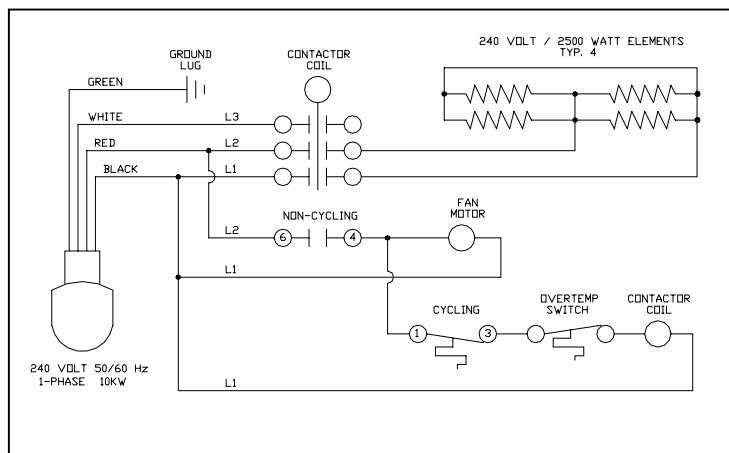 GROUND
LUG
CONTACTOR
COIL
240 VOLT / 2500 WATT ELEMENTS
TYP. 4
GREEN
WHITE
L3
RED
L2
BLACK
L1
NON-CYCLING
FAN
MOTOR
L2
6
4
L1
CYCLING
OVERTEMP
SWITCH
CONTACTOR
COIL
1
3
240 VOLT 50/60 Hz
1-PHASE 10KW
L1